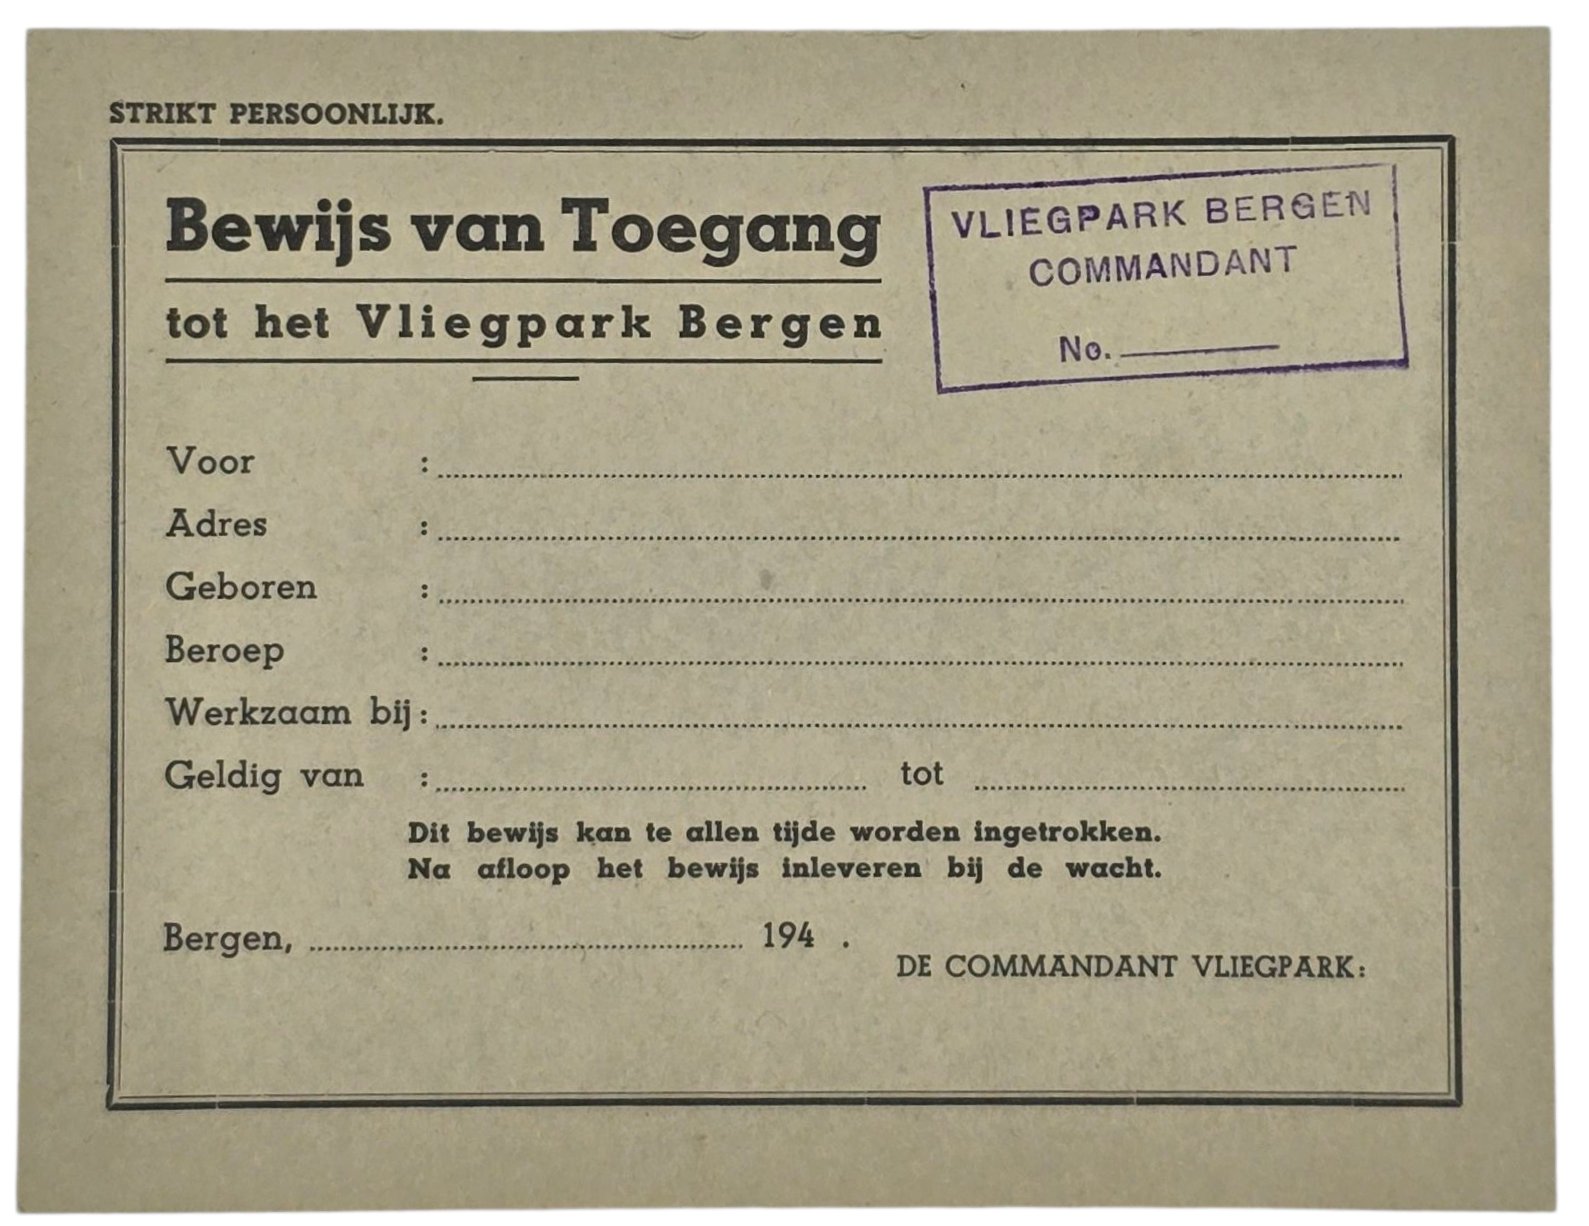 STRIKT PERSOONLIJK.
Bewijs van Toegang
tot het Vliegpark Bergen
VLIEGPARK BERGEN
COMMANDANT
No.
Voor :
Adres :
Geboren :
Beroep :
Werkzaam bij :
Geldig van : tot
Dit bewijs kan te allen tijde worden ingetrokken.
Na afloop het bewijs inleveren bij de wacht.
Bergen, 194 .
DE COMMANDANT VLIEGPARK: